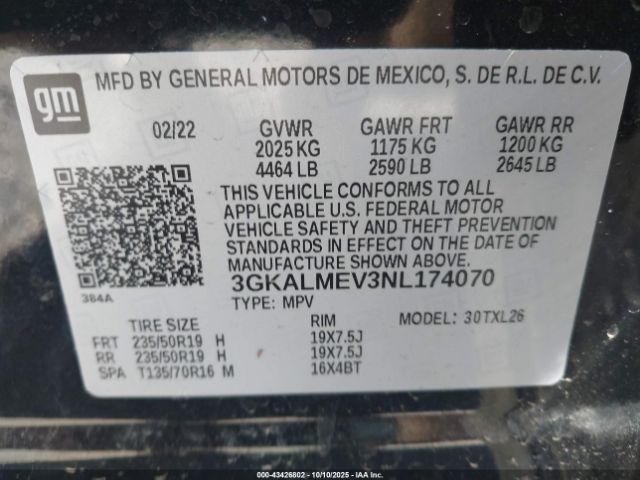 gm
MFD BY GENERAL MOTORS DE MEXICO, S. DE R.L. DE C.V.
02/22 GVWR GAWR FRT GAWR RR
2025 KG 1175 KG 1200 KG
4464 LB 2590 LB 2645 LB
THIS VEHICLE CONFORMS TO ALL
APPLICABLE U.S. FEDERAL MOTOR
VEHICLE SAFETY AND THEFT PREVENTION
STANDARDS IN EFFECT ON THE DATE OF
MANUFACTURE SHOWN ABOVE.
384A
3GKALMEV3NL174070
TYPE: MPV
MODEL: 30TXL26
TIRE SIZE RIM
FRT 235/50R19 H 19X7.5J
RR 235/50R19 H 19X7.5J
SPA T135/70R16 M 16X4BT
000-43426802 - 10/10/2025 - © IAA Holdings, LLC